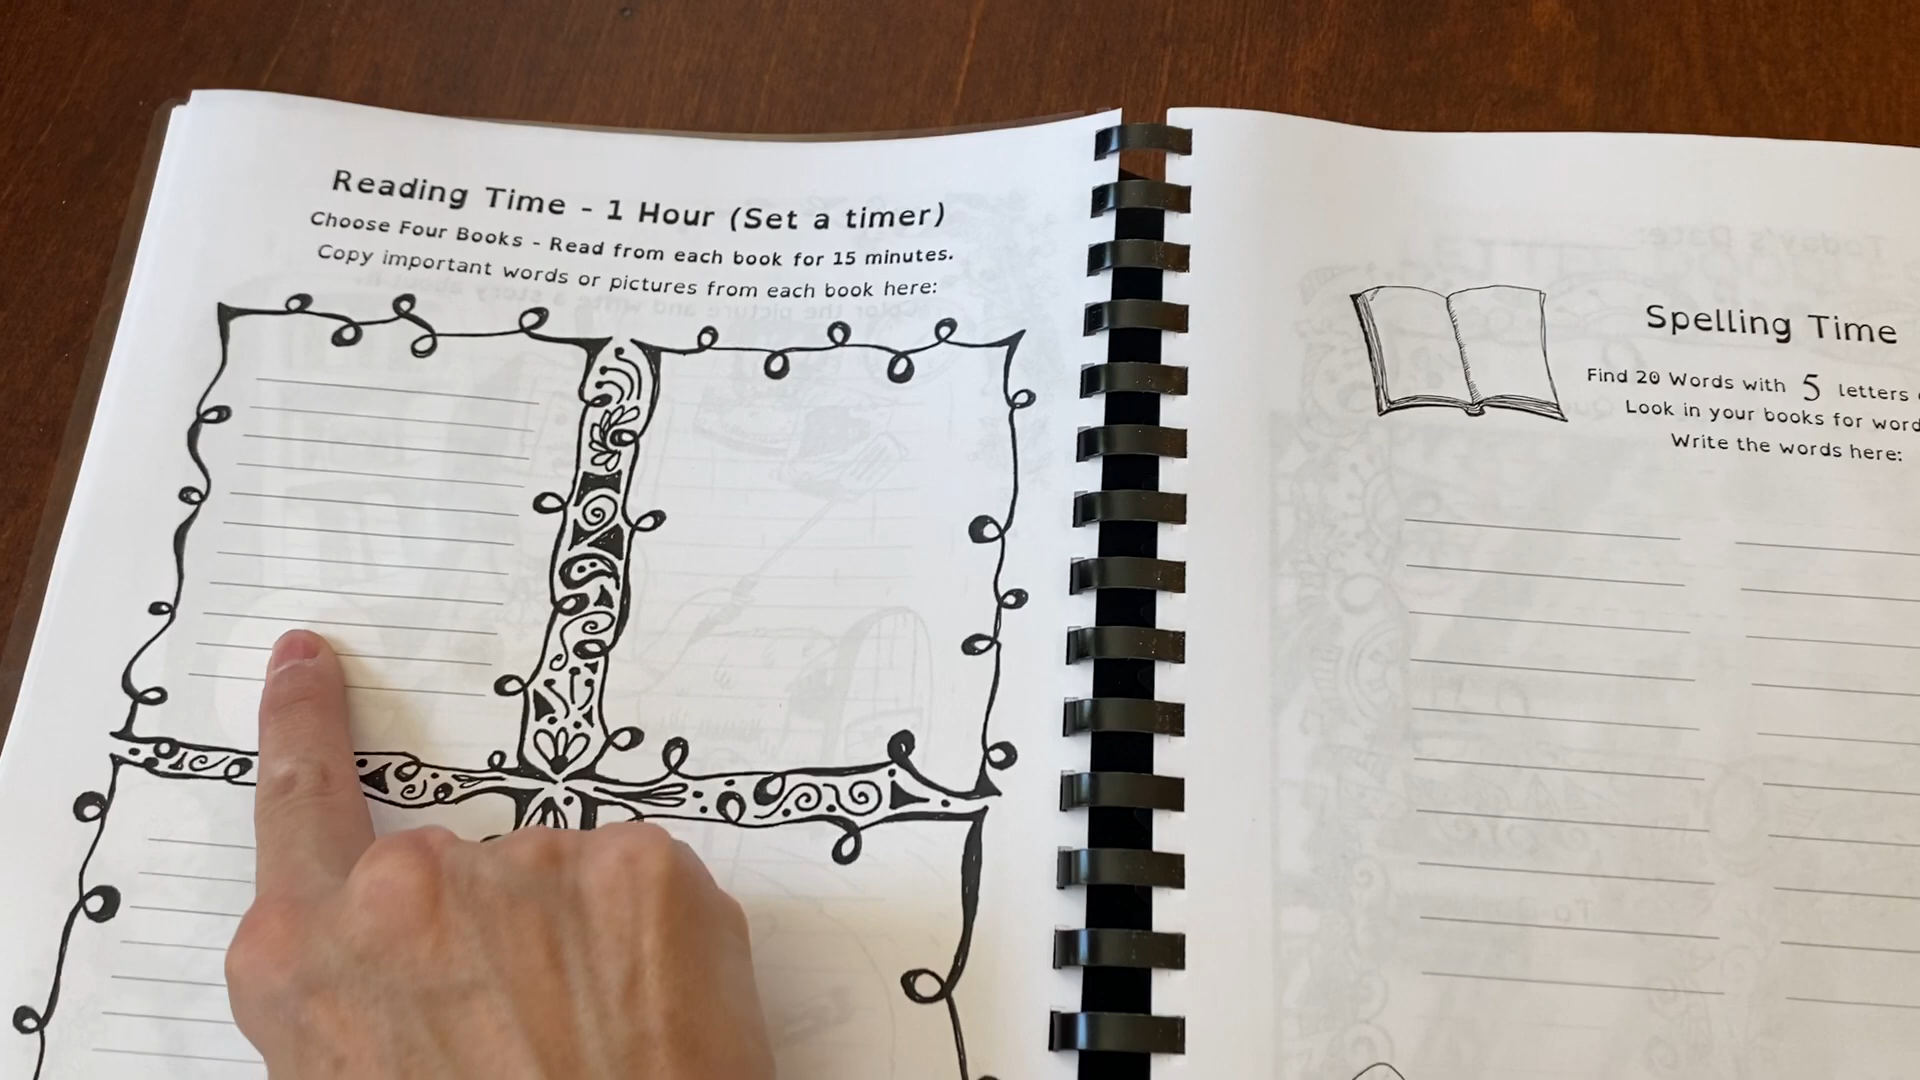 Reading Time - 1 Hour (Set a timer)
Choose Four Books - Read from each book for 15 minutes.
Copy important words or pictures from each book here:
Spelling Time
Find 20 Words with 5 letters
Look in your books for word
Write the words here: